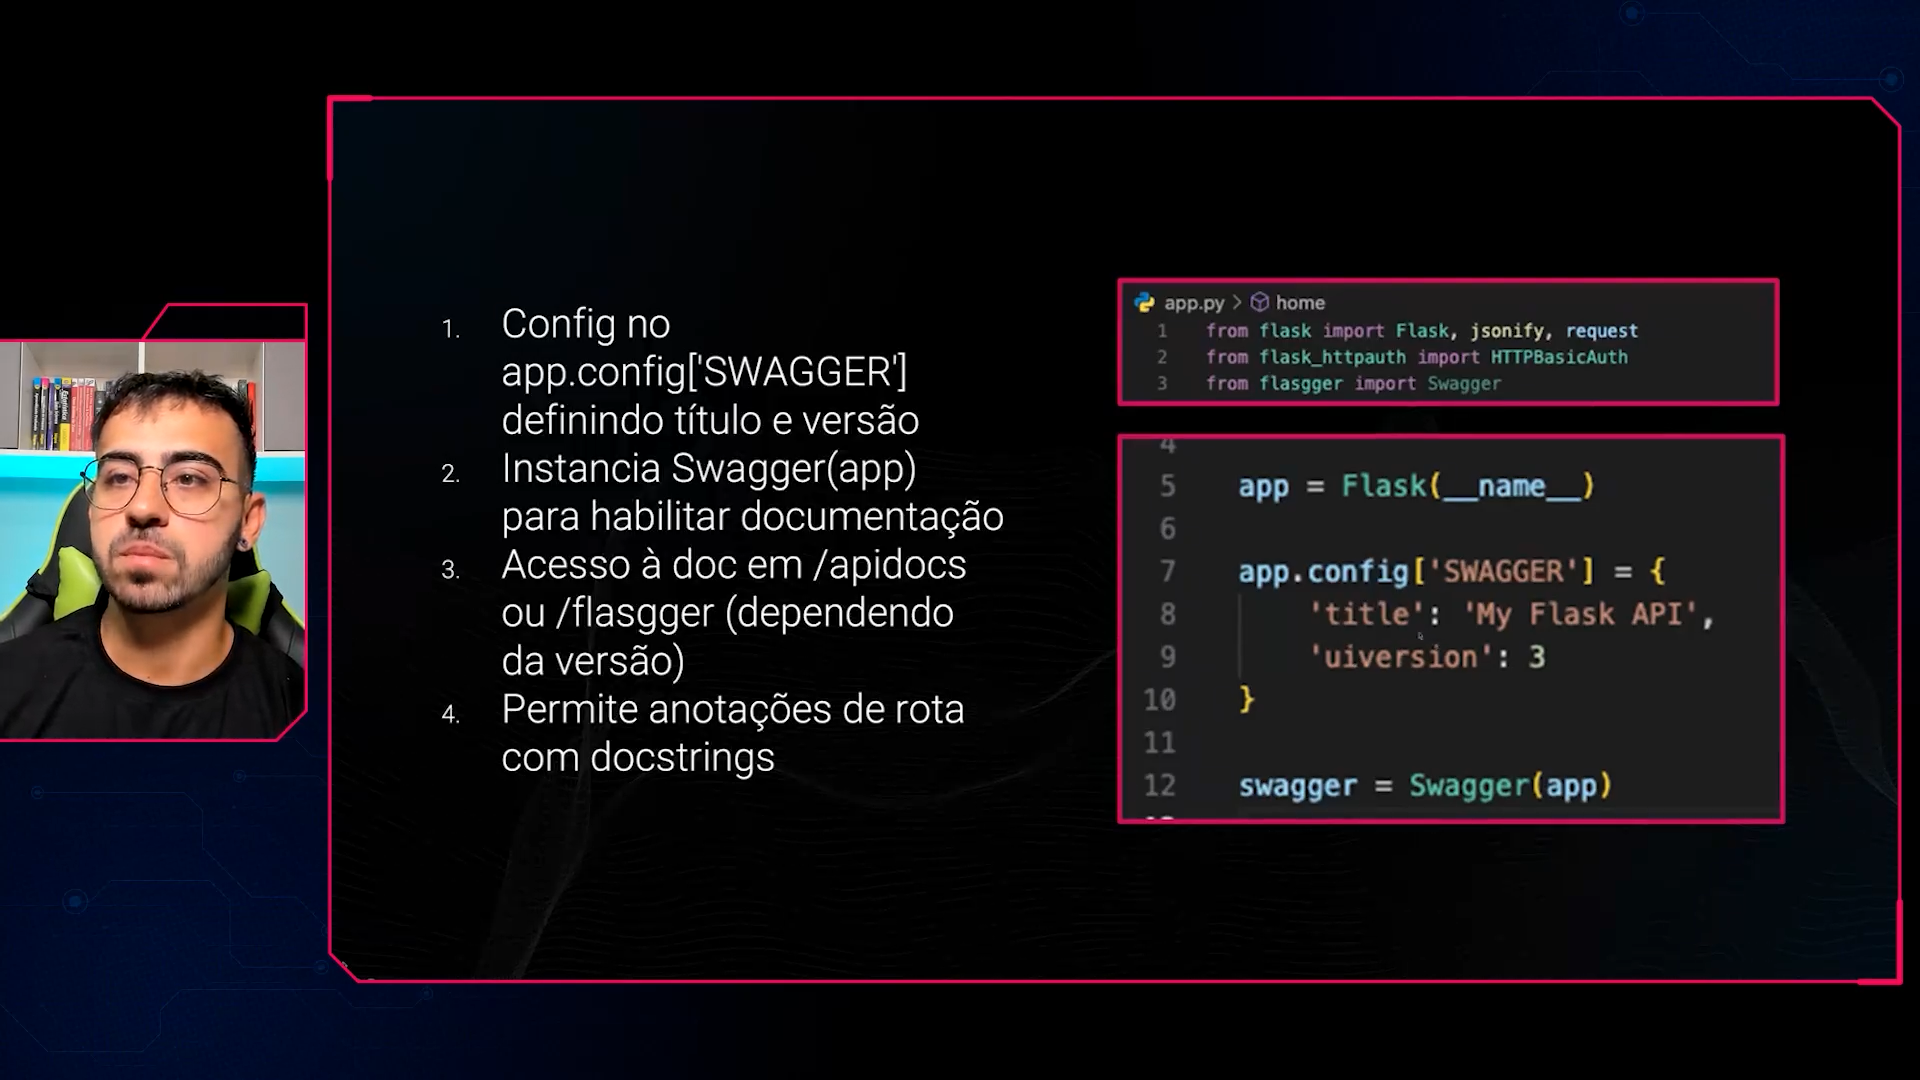 1. Config no
app.config['SWAGGER']
definindo título e versão
2. Instancia Swagger(app)
para habilitar documentação
3. Acesso à doc em /apidocs
ou /flasgger (dependendo
da versão)
4. Permite anotações de rota
com docstrings
app.py > home
1 from flask import Flask, jsonify, request
2 from flask_httpauth import HTTPBasicAuth
3 from flasgger import Swagger
4
5 app = Flask(__name__)
6
7 app.config['SWAGGER'] = {
8 'title': 'My Flask API',
9 'uiversion': 3
10 }
11
12 swagger = Swagger(app)